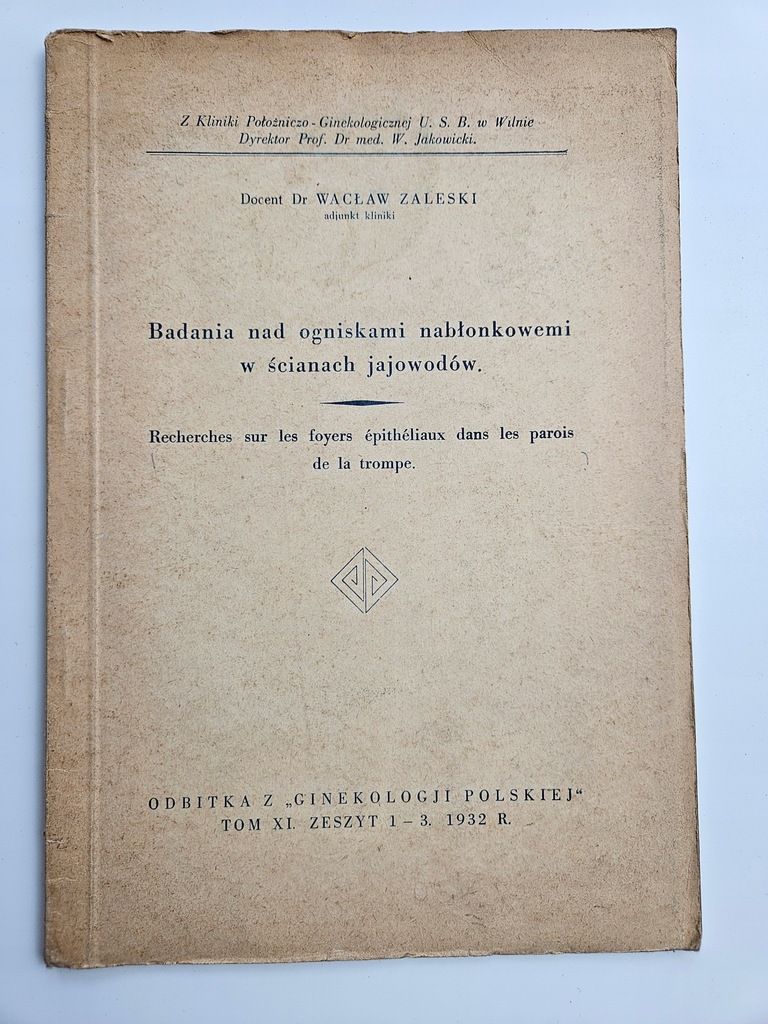 Z Kliniki Położniczo-Ginekologicznej U. S. B. w Wilnie
Dyrektor Prof. Dr med. W. Jakowicki.
Docent Dr WACŁAW ZALESKI
adjunkt kliniki
Badania nad ogniskami nabłonkowemi
w ścianach jajowodów.
Recherches sur les foyers épithéliaux dans les parois
de la trompe.
ODBITKA Z „GINEKOLOGJI POLSKIEJ“
TOM XI. ZESZYT 1 – 3. 1932 R.